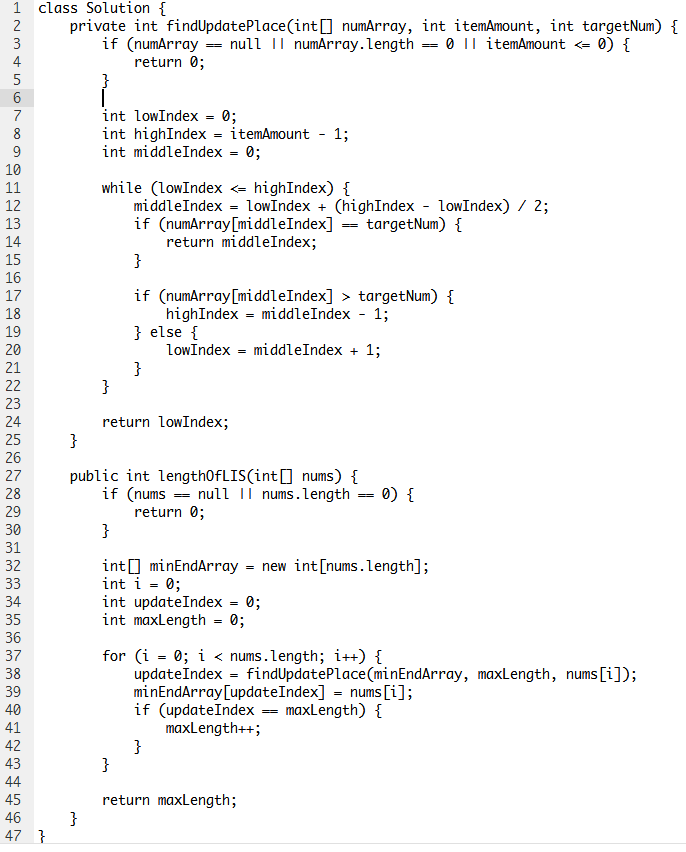 1 class Solution {
2 private int findUpdatePlace(int[] numArray, int itemAmount, int targetNum) {
3 if (numArray == null || numArray.length == 0 || itemAmount <= 0) {
4 return 0;
5 }
6
7 int lowIndex = 0;
8 int highIndex = itemAmount - 1;
9 int middleIndex = 0;
10
11 while (lowIndex <= highIndex) {
12 middleIndex = lowIndex + (highIndex - lowIndex) / 2;
13 if (numArray[middleIndex] == targetNum) {
14 return middleIndex;
15 }
16
17 if (numArray[middleIndex] > targetNum) {
18 highIndex = middleIndex - 1;
19 } else {
20 lowIndex = middleIndex + 1;
21 }
22 }
23
24 return lowIndex;
25 }
26
27 public int lengthOfLIS(int[] nums) {
28 if (nums == null || nums.length == 0) {
29 return 0;
30 }
31
32 int[] minEndArray = new int[nums.length];
33 int i = 0;
34 int updateIndex = 0;
35 int maxLength = 0;
36
37 for (i = 0; i < nums.length; i++) {
38 updateIndex = findUpdatePlace(minEndArray, maxLength, nums[i]);
39 minEndArray[updateIndex] = nums[i];
40 if (updateIndex == maxLength) {
41 maxLength++;
42 }
43 }
44
45 return maxLength;
46 }
47 }